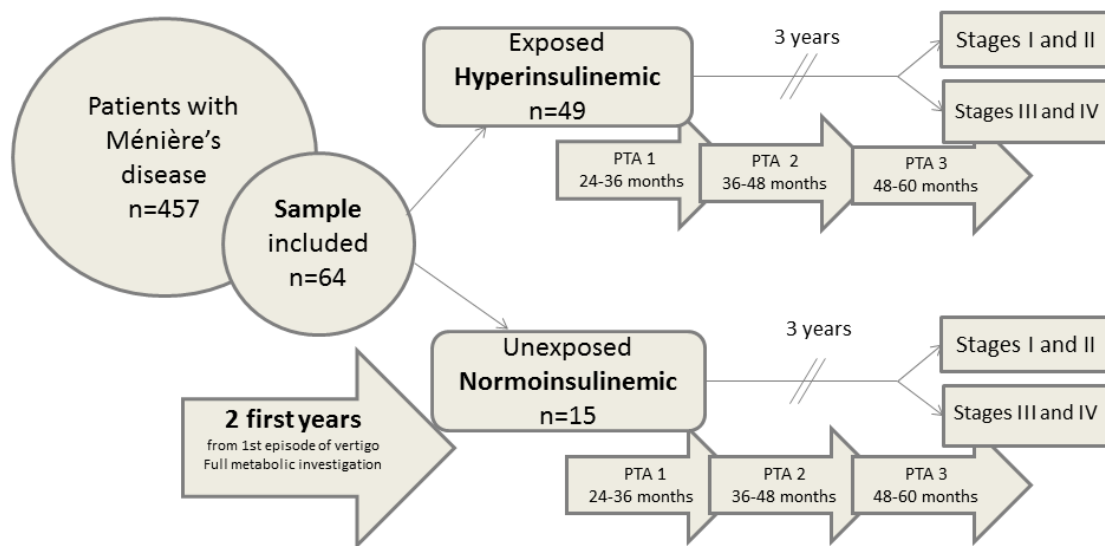 Patients with
Ménière's
disease
n=457
Sample
included
n=64
2 first years
from 1st episode of vertigo
Full metabolic investigation
Exposed
Hyperinsulinemic
n=49
3 years
Stages I and II
Stages III and IV
PTA 1
24-36 months
PTA 2
36-48 months
PTA 3
48-60 months
Unexposed
Normoinsulinemic
n=15
3 years
Stages I and II
Stages III and IV
PTA 1
24-36 months
PTA 2
36-48 months
PTA 3
48-60 months